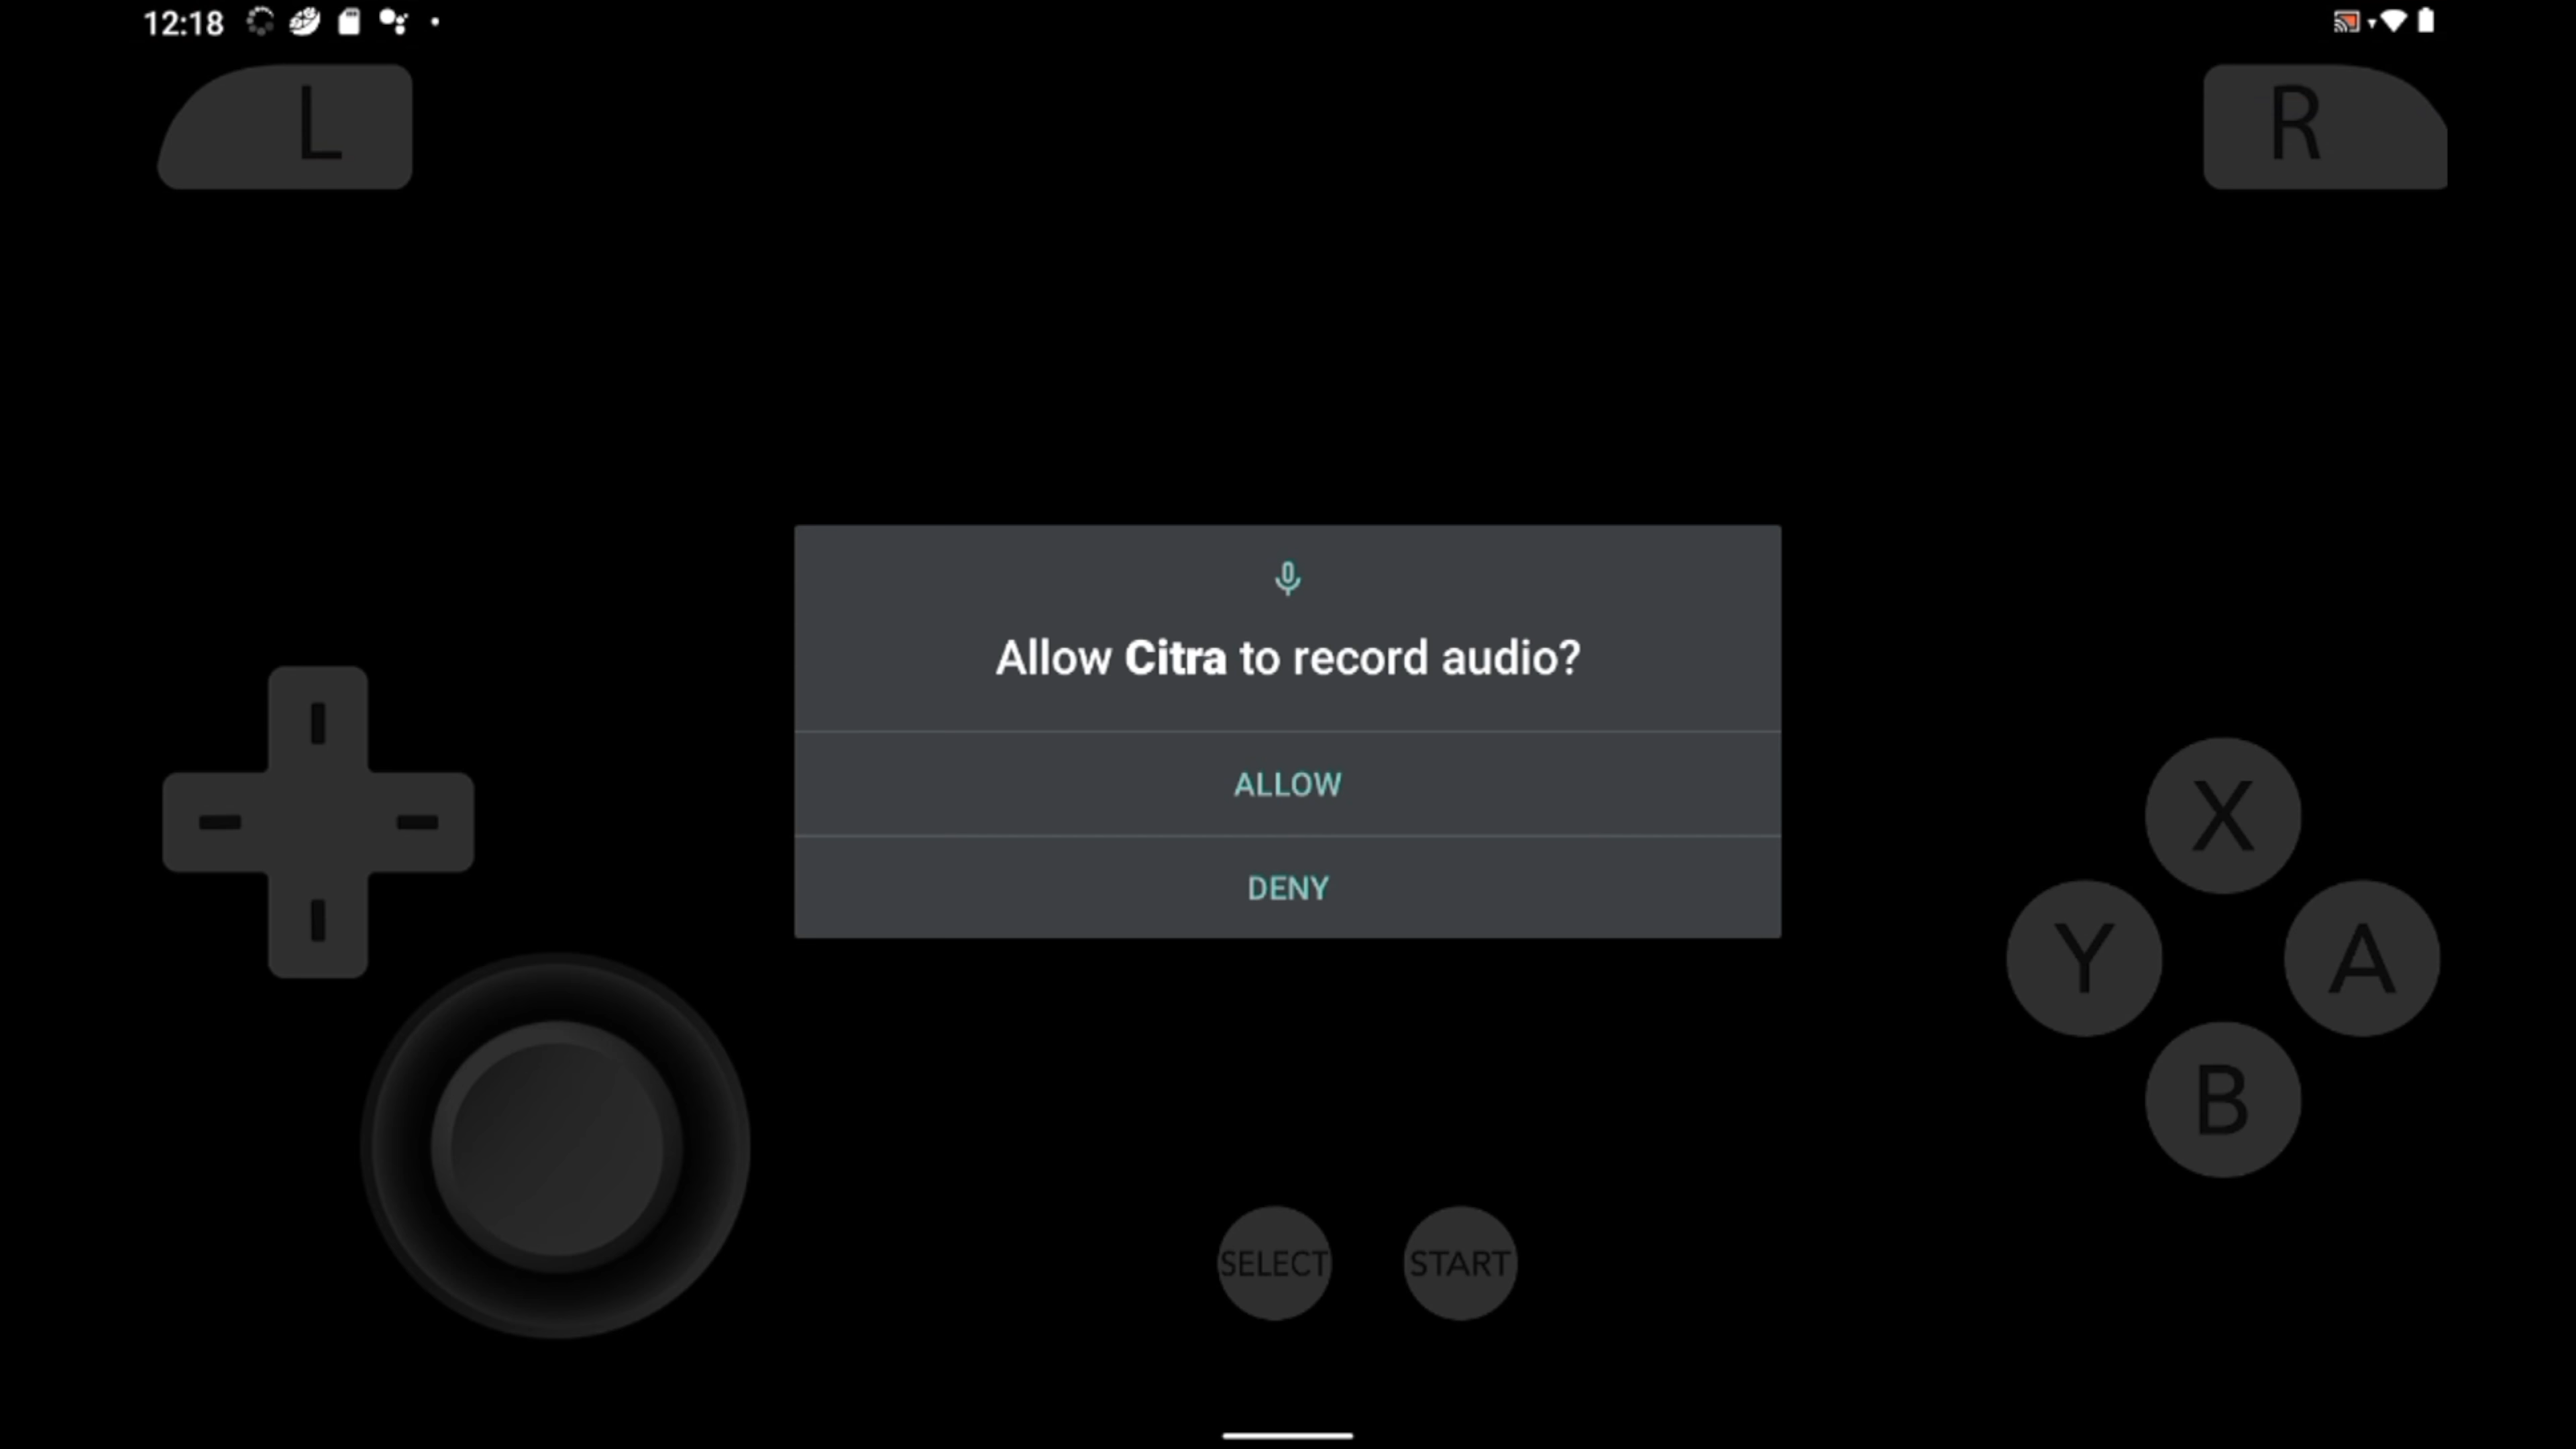 12:18
L
R
Allow Citra to record audio?
ALLOW
DENY
X
Y
A
B
SELECT
START